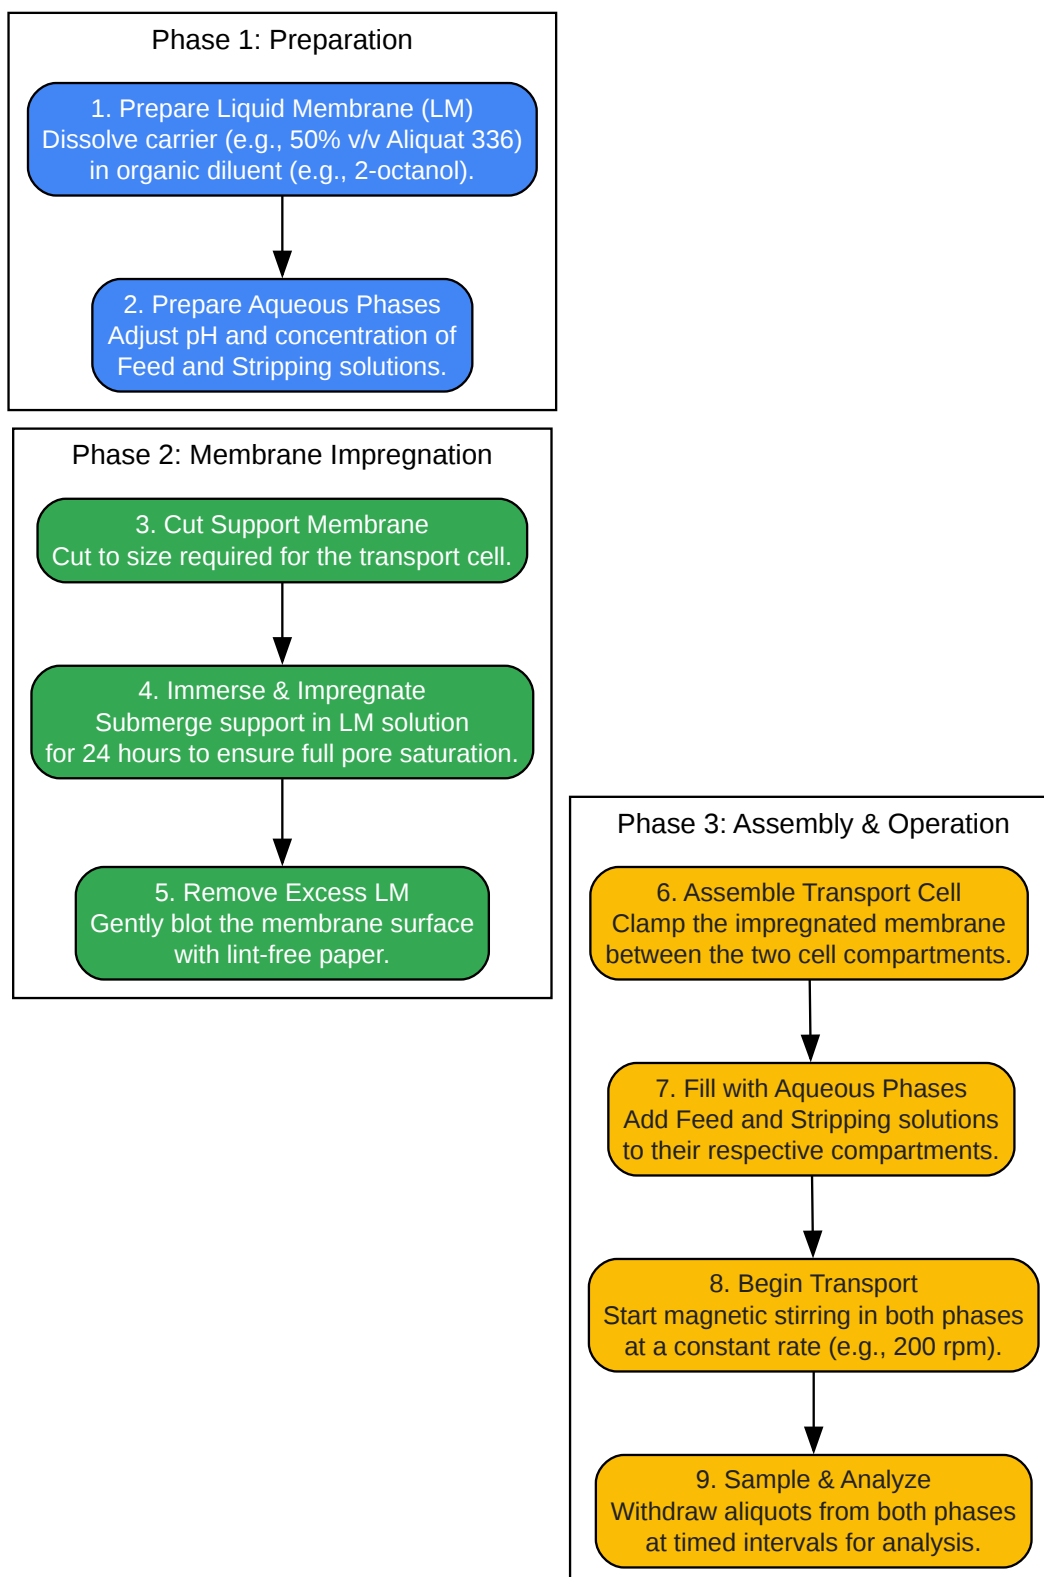 Phase 1: Preparation
1. Prepare Liquid Membrane (LM)
Dissolve carrier (e.g., 50% v/v Aliquat 336)
in organic diluent (e.g., 2-octanol).
2. Prepare Aqueous Phases
Adjust pH and concentration of
Feed and Stripping solutions.
Phase 2: Membrane Impregnation
3. Cut Support Membrane
Cut to size required for the transport cell.
4. Immerse & Impregnate
Submerge support in LM solution
for 24 hours to ensure full pore saturation.
5. Remove Excess LM
Gently blot the membrane surface
with lint-free paper.
Phase 3: Assembly & Operation
6. Assemble Transport Cell
Clamp the impregnated membrane
between the two cell compartments.
7. Fill with Aqueous Phases
Add Feed and Stripping solutions
to their respective compartments.
8. Begin Transport
Start magnetic stirring in both phases
at a constant rate (e.g., 200 rpm).
9. Sample & Analyze
Withdraw aliquots from both phases
at timed intervals for analysis.